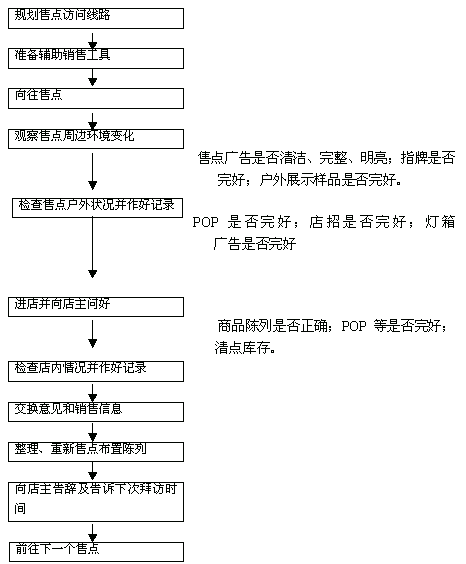 规划售点访问线路
准备辅助销售工具
向往售点
观察售点周边环境变化
售点广告是否清洁、完整、明亮；指牌是否
完好；户外展示样品是否完好。
检查售点户外状况并作好记录
POP 是否完好；店招是否完好；灯箱
广告是否完好
进店并向店主问好
商品陈列是否正确；POP 等是否完好；
清点库存。
检查店内情况并作好记录
交换意见和销售信息
整理、重新售点布置陈列
向店主告辞及告诉下次拜访时
间
前往下一个售点